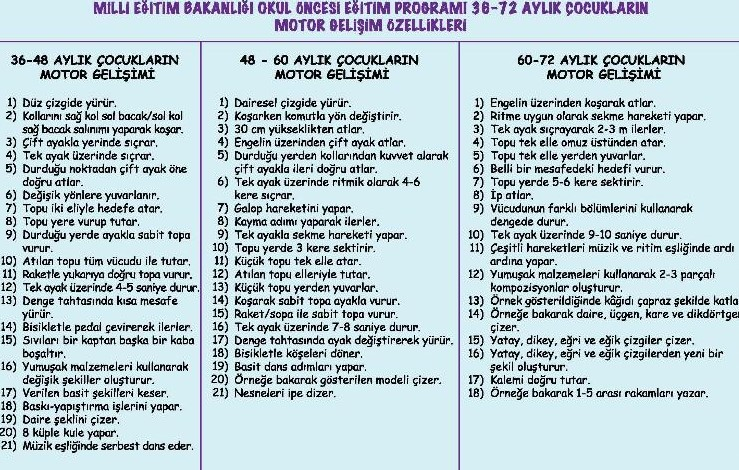 MİLLİ EĞİTİM BAKANLIĞI OKUL ÖNCESİ EĞİTİM PROGRAMI 36-72 AYLIK ÇOCUKLARIN
MOTOR GELİŞİM ÖZELLİKLERİ
36-48 AYLIK ÇOCUKLARIN
MOTOR GELİŞİMİ
1) Düz çizgide yürür.
2) Kollarını sağ kol sol bacak/sol kol
sağ bacak salınımı yaparak koşar.
3) Çift ayakla yerinde sıçrar.
4) Tek ayak üzerinde sıçrar.
5) Durduğu noktadan çift ayak öne
doğru atlar.
6) Değişik yönlere yuvarlanır.
7) Topu iki eliyle hedefe atar.
8) Topu yere vurup tutar.
9) Durduğu yerde ayakla sabit topa
vurur.
10) Atılan topu tüm vücudu ile tutar.
11) Raketle yukarıya doğru topa vurur.
12) Tek ayak üzerinde 4-5 saniye durur.
13) Denge tahtasında kısa mesafe
yürür.
14) Bisikletle pedal çevirerek ilerler.
15) Sıvıları bir kaptan başka bir kaba
boşaltır.
16) Yumuşak malzemeleri kullanarak
değişik şekiller oluşturur.
17) Verilen basit şekilleri keser.
18) Baskı-yapıştırma işlerini yapar.
19) Daire şeklini çizer.
20) 8 küple kule yapar.
21) Müzik eşliğinde serbest dans eder.
48 - 60 AYLIK ÇOCUKLARIN
MOTOR GELİŞİMİ
1) Dairesel çizgide yürür.
2) Koşarken komutla yön değiştirir.
3) 30 cm yükseklikten atlar.
4) Engelin üzerinden çift ayak atlar.
5) Durduğu yerden kollarından kuvvet alarak
çift ayakla ileri doğru atlar.
6) Tek ayak üzerinde ritmik olarak 4-6
kere sıçrar.
7) Galop hareketini yapar.
8) Kayma adımı yaparak ilerler.
9) Tek ayakla sekme hareketi yapar.
10) Topu yerde 3 kere sektirir.
11) Küçük topu tek elle atar.
12) Atılan topu elleriyle tutar.
13) Küçük topu yerden yuvarlar.
14) Koşarak sabit topa ayakla vurur.
15) Raket/sopa ile sabit topa vurur.
16) Tek ayak üzerinde 7-8 saniye durur.
17) Denge tahtasında ayak değiştirerek yürür.
18) Bisikletle köşeleri döner.
19) Basit dans adımları yapar.
20) Örneğe bakarak gösterilen modeli çizer.
21) Nesneleri ipe dizer.
60-72 AYLIK ÇOCUKLARIN
MOTOR GELİŞİMİ
1) Engelin üzerinden koşarak atlar.
2) Ritme uygun olarak sekme hareketi yapar.
3) Tek ayak sıçrayarak 2-3 m ilerler.
4) Topu tek elle omuz üstünden atar.
5) Topu tek elle yerden yuvarlar.
6) Belli bir mesafedeki hedefi vurur.
7) Topu yerde 5-6 kere sektirir.
8) İp atlar.
9) Vücudunun farklı bölümlerini kullanarak
dengede durur.
10) Tek ayak üzerinde 9-10 saniye durur.
11) Çeşitli hareketleri müzik ve ritim eşliğinde ardı
ardına yapar.
12) Yumuşak malzemeleri kullanarak 2-3 parçalı
kompozisyonlar oluşturur.
13) Örnek gösterildiğinde kâğıdı çapraz şekilde katla
14) Örneğe bakarak daire, üçgen, kare ve dikdörtgen
çizer.
15) Yatay, dikey, eğri ve eğik çizgiler çizer.
16) Yatay, dikey, eğri ve eğik çizgilerden yeni bir
şekil oluşturur.
17) Kalemi doğru tutar.
18) Örneğe bakarak 1-5 arası rakamları yazar.